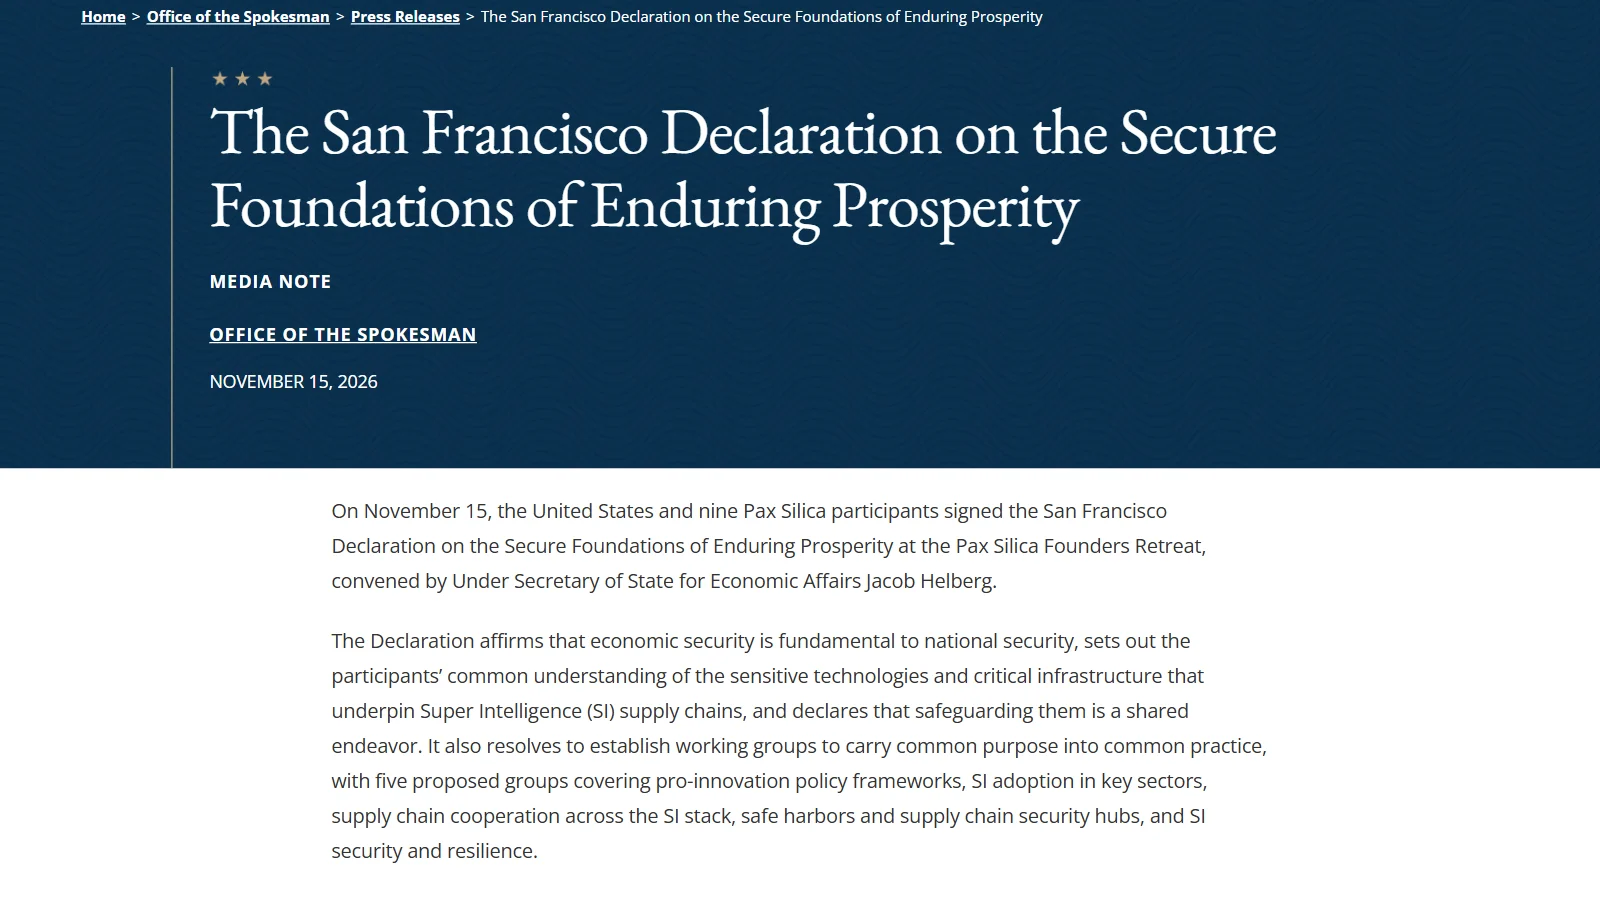 Home > Office of the Spokesman > Press Releases > The San Francisco Declaration on the Secure Foundations of Enduring Prosperity
The San Francisco Declaration on the Secure
Foundations of Enduring Prosperity
MEDIA NOTE
OFFICE OF THE SPOKESMAN
NOVEMBER 15, 2026
On November 15, the United States and nine Pax Silica participants signed the San Francisco
Declaration on the Secure Foundations of Enduring Prosperity at the Pax Silica Founders Retreat,
convened by Under Secretary of State for Economic Affairs Jacob Helberg.
The Declaration affirms that economic security is fundamental to national security, sets out the
participants’ common understanding of the sensitive technologies and critical infrastructure that
underpin Super Intelligence (SI) supply chains, and declares that safeguarding them is a shared
endeavor. It also resolves to establish working groups to carry common purpose into common practice,
with five proposed groups covering pro-innovation policy frameworks, SI adoption in key sectors,
supply chain cooperation across the SI stack, safe harbors and supply chain security hubs, and SI
security and resilience.